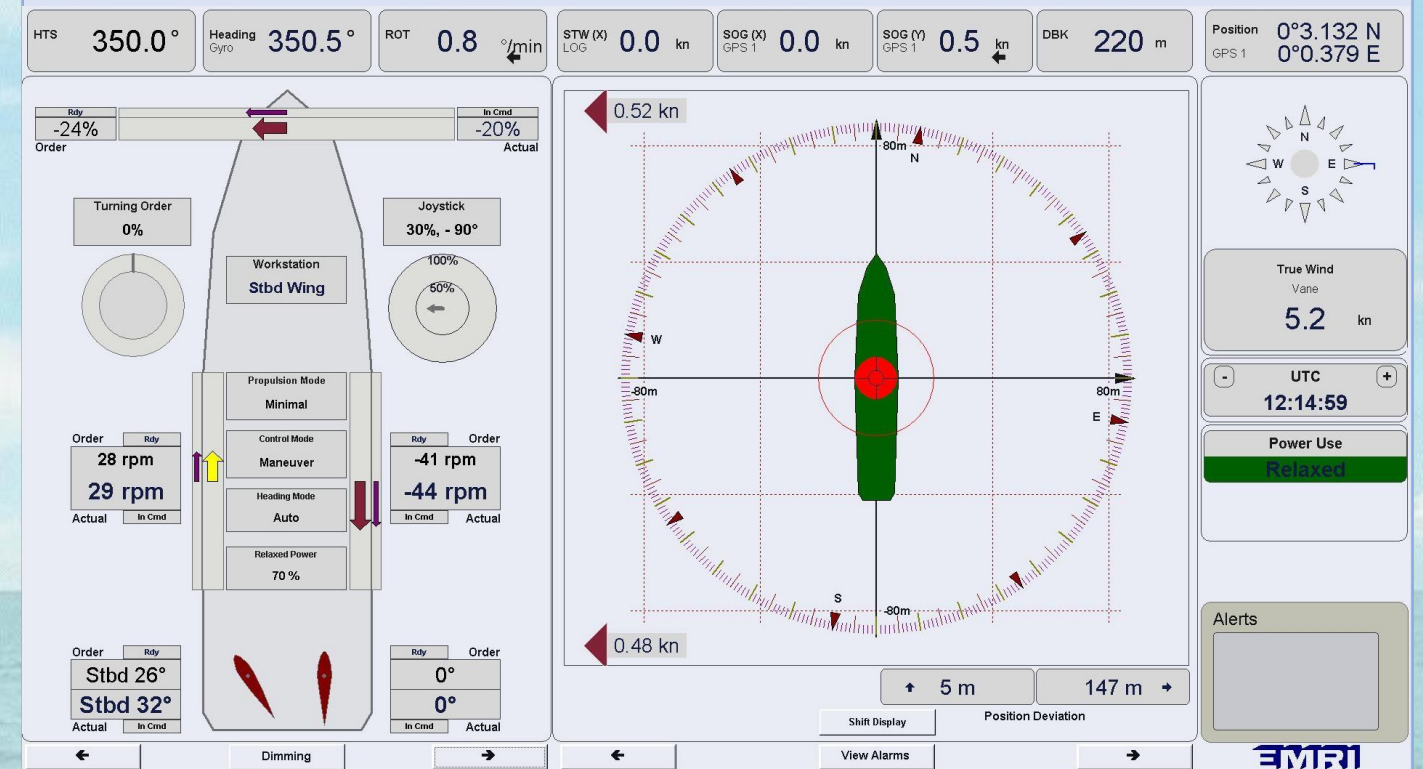 HTS 350.0 °
Heading Gyro 350.5 °
ROT 0.8 °/min
STW (X) LOG 0.0 kn
SOG (X) GPS 1 0.0 kn
SOG (Y) GPS 1 0.5 kn
DBK 220 m
Position 0°3.132 N
GPS 1 0°0.379 E
Rdy
-24%
Order
In Cmd
-20%
Actual
Turning Order
0%
Joystick
30%, - 90°
100%
50%
Workstation
Stbd Wing
Propulsion Mode
Minimal
Control Mode
Maneuver
Heading Mode
Auto
Relaxed Power
70 %
Order Rdy
28 rpm
29 rpm
Actual In Cmd
Rdy Order
-41 rpm
-44 rpm
In Cmd Actual
Order Rdy
Stbd 26°
Stbd 32°
Actual In Cmd
Rdy Order
0°
0°
In Cmd Actual
Dimming
0.52 kn
80m
N
W
-80m
80m
E
S
-80m
0.48 kn
5 m
147 m
Shift Display
Position Deviation
View Alarms
N
W E
S
True Wind
Vane
5.2 kn
- UTC +
12:14:59
Power Use
Relaxed
Alerts
EMRI